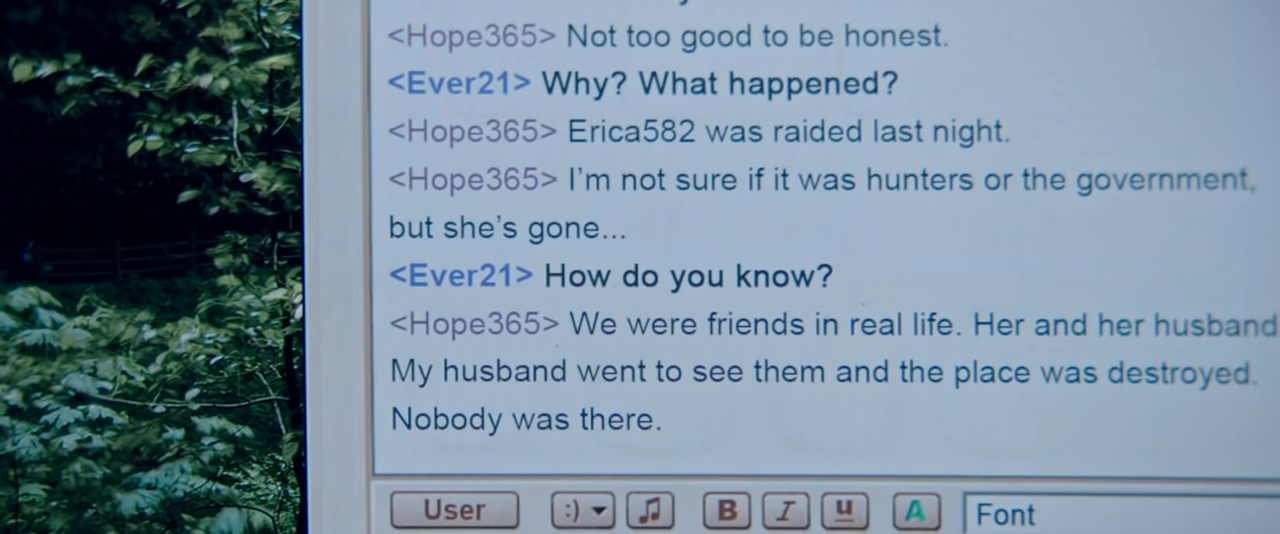 <Hope365> Not too good to be honest.
<Ever21> Why? What happened?
<Hope365> Erica582 was raided last night.
<Hope365> I'm not sure if it was hunters or the government,
but she's gone...
<Ever21> How do you know?
<Hope365> We were friends in real life. Her and her husband
My husband went to see them and the place was destroyed.
Nobody was there.
User :) B I u A Font